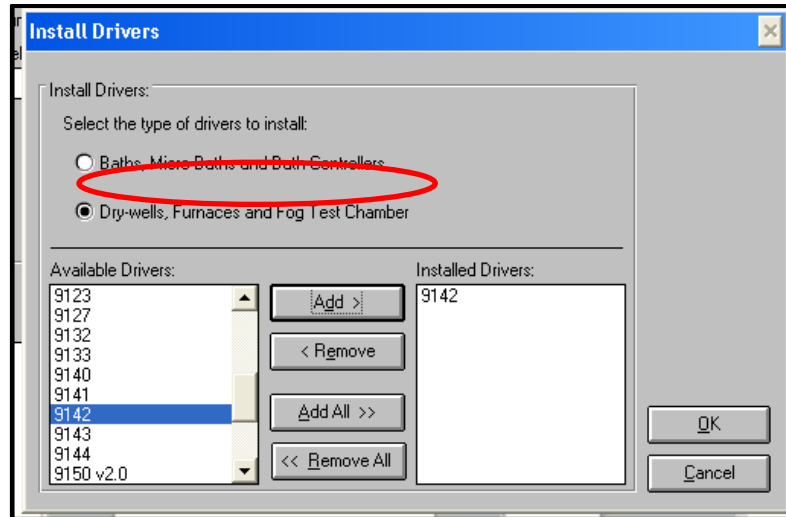 Install Drivers
Install Drivers:
Select the type of drivers to install:
Baths, Micro Baths and Bath Controllers
Dry-wells, Furnaces and Fog Test Chamber
Available Drivers:
Installed Drivers:
9123
9127
9132
9133
9140
9141
9142
9143
9144
9150 v2.0
Add >
< Remove
Add All >>
<< Remove All
9142
OK
Cancel